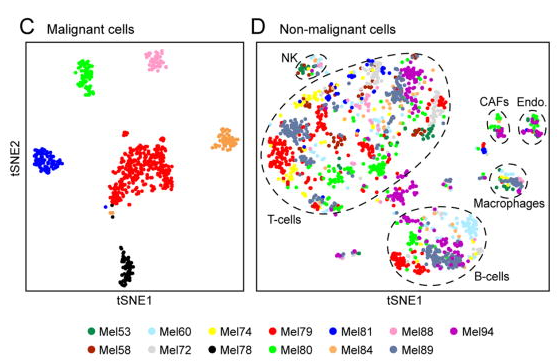 C Malignant cells
D Non-malignant cells
NK
CAFs Endo.
Macrophages
T-cells
B-cells
tSNE2
tSNE1
tSNE1
Mel53 Mel60 Mel74 Mel79 Mel81 Mel88 Mel94
Mel58 Mel72 Mel78 Mel80 Mel84 Mel89